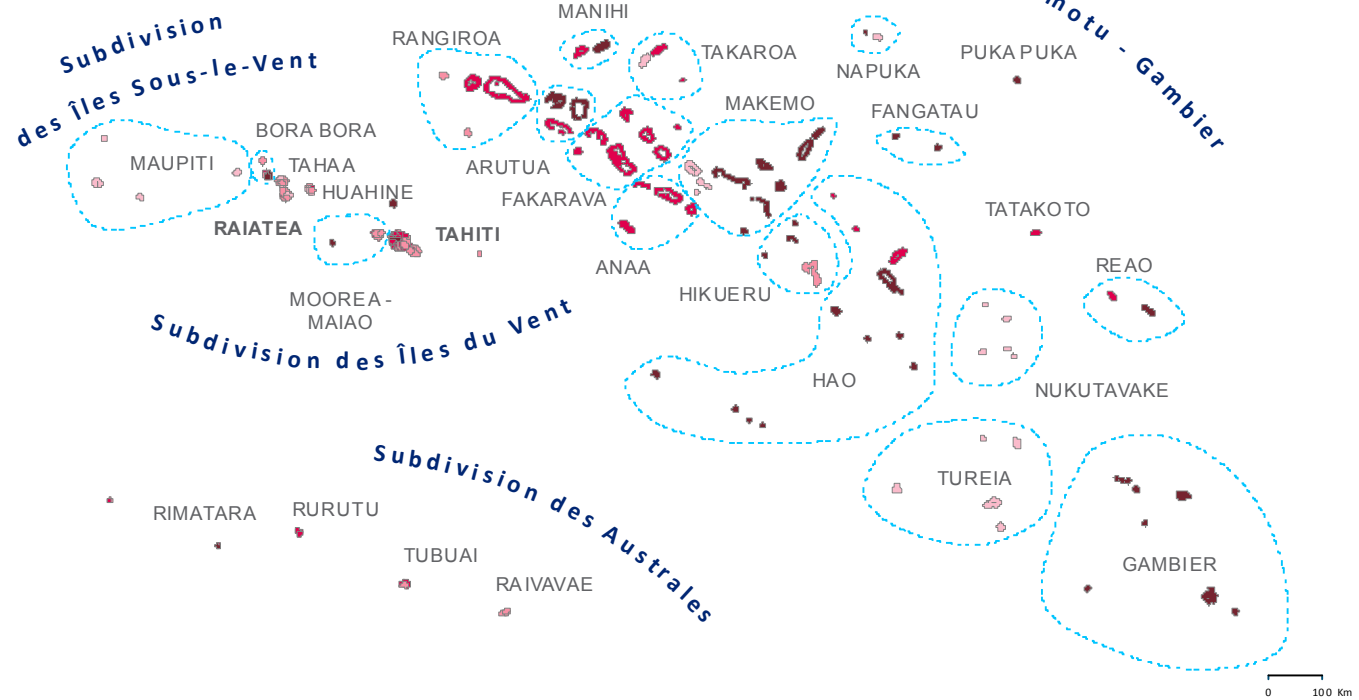 MANIHI
Subdivision
des Îles Sous-le-Vent
RANGIROA
TAKAROA
NAPUKA
PUKA PUKA
motu - Gambier
MAKEMO
FANGATAU
BORA BORA
MAUPITI
TAHAA
ARUTUA
HUAHINE
FAKARAVA
TATAKOTO
RAIATEA
TAHITI
ANAA
REAO
HIKUERU
MOOREA -
MAIAO
Subdivision des Îles du Vent
HAO
NUKUTAVAKE
Subdivision des Australes
TUREIA
RIMATARA
RURUTU
TUBUAI
RAIVAVAE
GAMBIER
0 100 Km